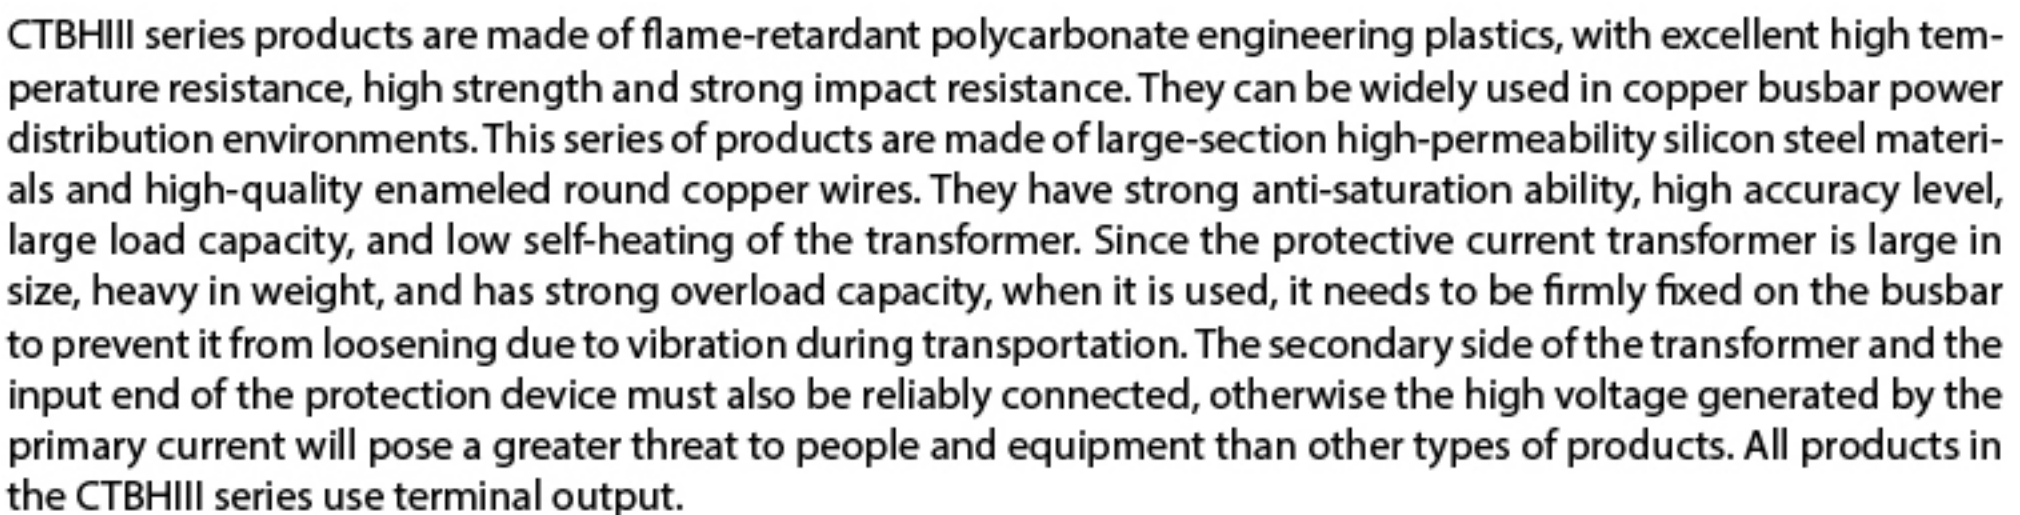 CTBHIII series products are made of flame-retardant polycarbonate engineering plastics, with excellent high tem-
perature resistance, high strength and strong impact resistance. They can be widely used in copper busbar power
distribution environments. This series of products are made of large-section high-permeability silicon steel materi-
als and high-quality enameled round copper wires. They have strong anti-saturation ability, high accuracy level,
large load capacity, and low self-heating of the transformer. Since the protective current transformer is large in
size, heavy in weight, and has strong overload capacity, when it is used, it needs to be firmly fixed on the busbar
to prevent it from loosening due to vibration during transportation. The secondary side of the transformer and the
input end of the protection device must also be reliably connected, otherwise the high voltage generated by the
primary current will pose a greater threat to people and equipment than other types of products. All products in
the CTBHIII series use terminal output.